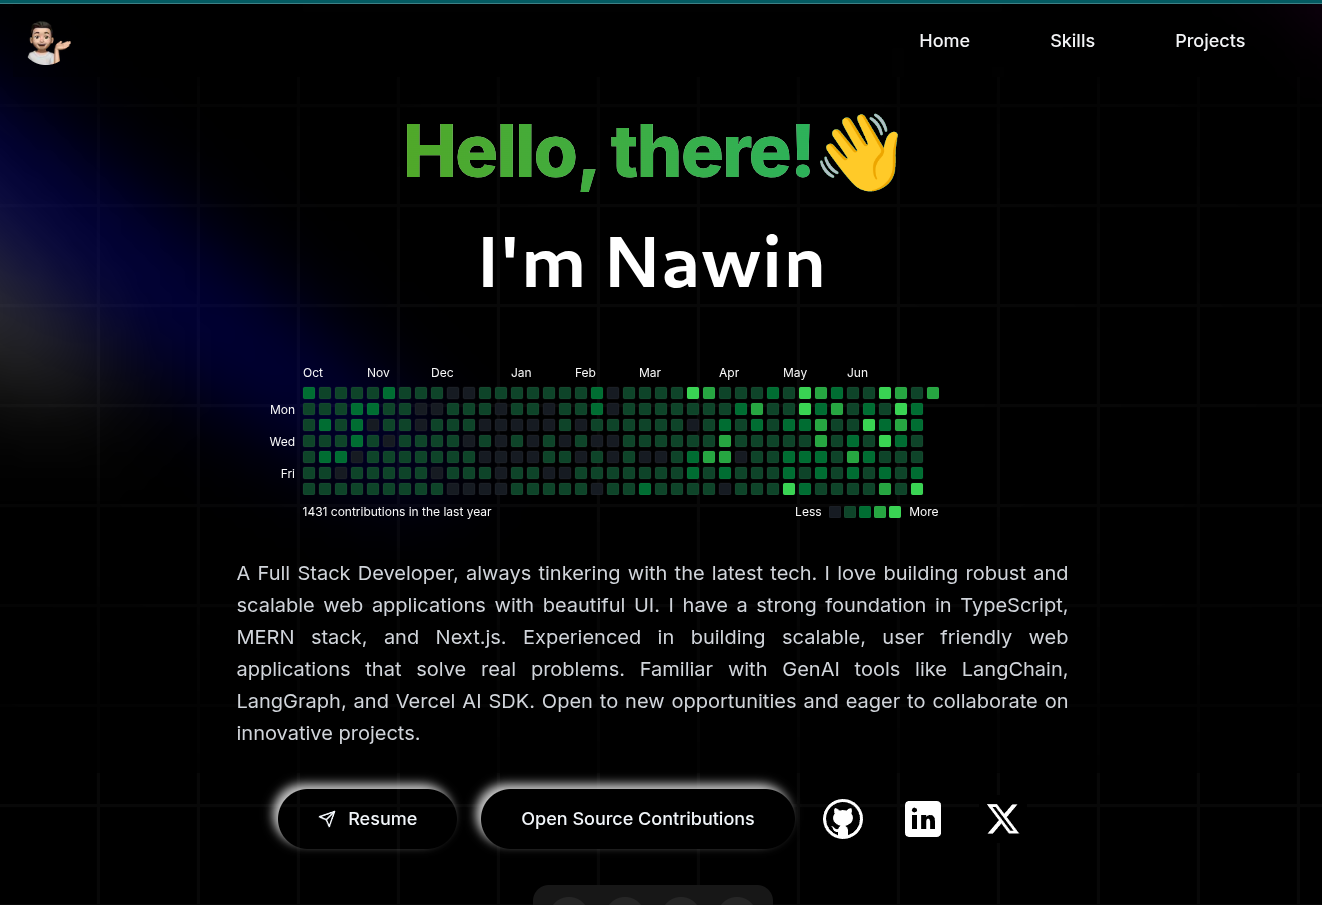 Home Skills Projects
Hello, there!👋
I'm Nawin
Oct Nov Dec Jan Feb Mar Apr May Jun
Mon
Wed
Fri
1431 contributions in the last year Less More
A Full Stack Developer, always tinkering with the latest tech. I love building robust and
scalable web applications with beautiful UI. I have a strong foundation in TypeScript,
MERN stack, and Next.js. Experienced in building scalable, user friendly web
applications that solve real problems. Familiar with GenAI tools like LangChain,
LangGraph, and Vercel AI SDK. Open to new opportunities and eager to collaborate on
innovative projects.
Resume Open Source Contributions